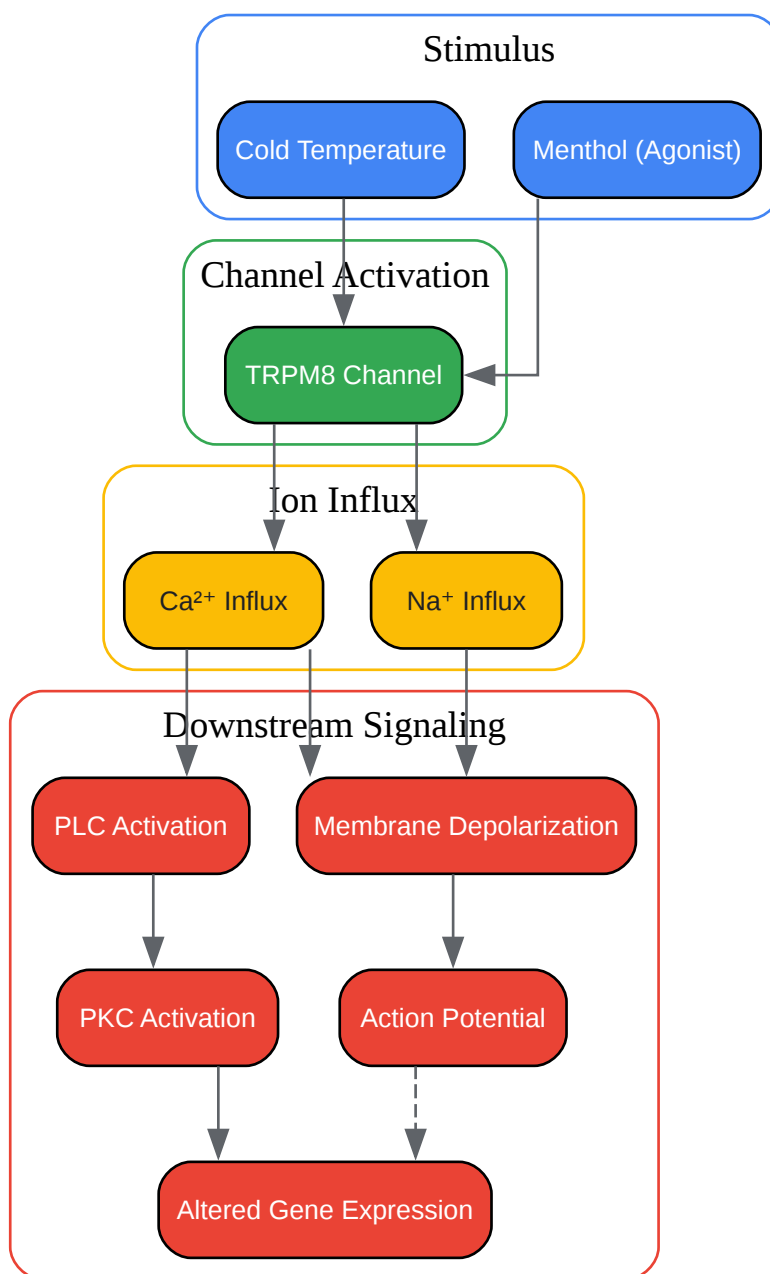 Stimulus
Cold Temperature
Menthol (Agonist)
Channel Activation
TRPM8 Channel
Ion Influx
Ca²⁺ Influx
Na⁺ Influx
Downstream Signaling
PLC Activation
Membrane Depolarization
PKC Activation
Action Potential
Altered Gene Expression